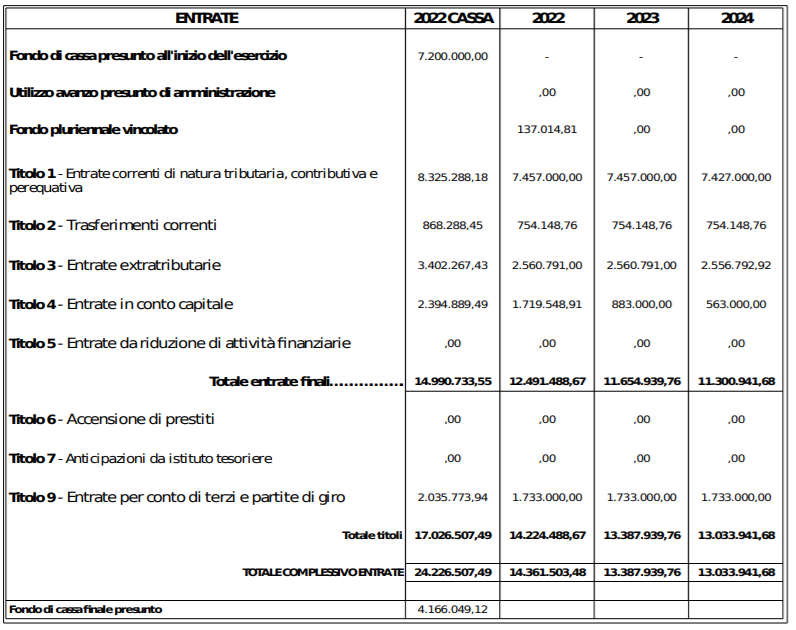 ENTRATE 2022 CASSA 2022 2023 2024
Fondo di cassa presunto all'inizio dell'esercizio 7.200.000,00 - - -
Utilizzo avanzo presunto di amministrazione ,00 ,00 ,00
Fondo pluriennale vincolato 137.014,81 ,00 ,00
Titolo 1 - Entrate correnti di natura tributaria, contributiva e
perequativa 8.325.288,18 7.457.000,00 7.457.000,00 7.427.000,00
Titolo 2 - Trasferimenti correnti 868.288,45 754.148,76 754.148,76 754.148,76
Titolo 3 - Entrate extratributarie 3.402.267,43 2.560.791,00 2.560.791,00 2.556.792,92
Titolo 4 - Entrate in conto capitale 2.394.889,49 1.719.548,91 883.000,00 563.000,00
Titolo 5 - Entrate da riduzione di attività finanziarie ,00 ,00 ,00 ,00
Totale entrate finali............... 14.990.733,55 12.491.488,67 11.654.939,76 11.300.941,68
Titolo 6 - Accensione di prestiti ,00 ,00 ,00 ,00
Titolo 7 - Anticipazioni da istituto tesoriere ,00 ,00 ,00 ,00
Titolo 9 - Entrate per conto di terzi e partite di giro 2.035.773,94 1.733.000,00 1.733.000,00 1.733.000,00
Totale titoli 17.026.507,49 14.224.488,67 13.387.939,76 13.033.941,68
TOTALE COMPLESSIVO ENTRATE 24.226.507,49 14.361.503,48 13.387.939,76 13.033.941,68
Fondo di cassa finale presunto 4.166.049,12